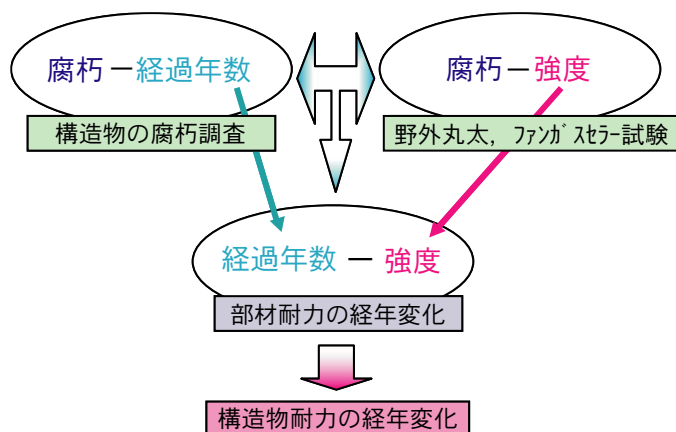 腐朽－経過年数
腐朽－強度
構造物の腐朽調査
野外丸太，ファンガスセラー試験
経過年数 － 強度
部材耐力の経年変化
構造物耐力の経年変化